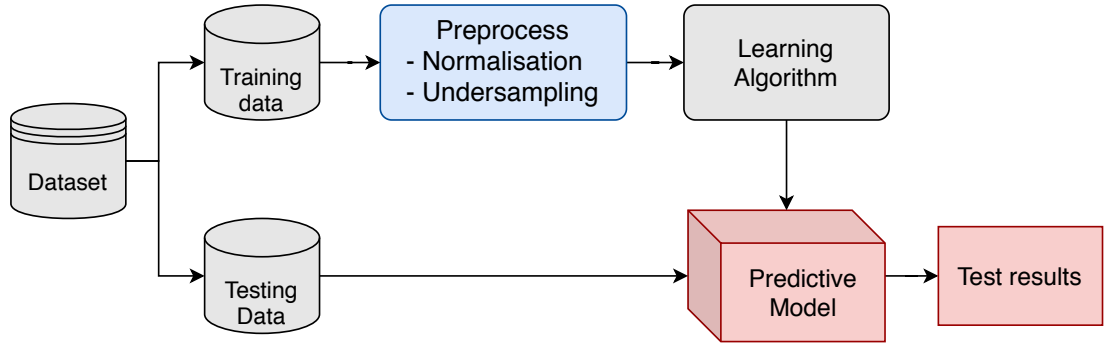 Preprocess
- Normalisation
- Undersampling
Learning
Algorithm
Training
data
Dataset
Testing
Data
Predictive
Model
Test results